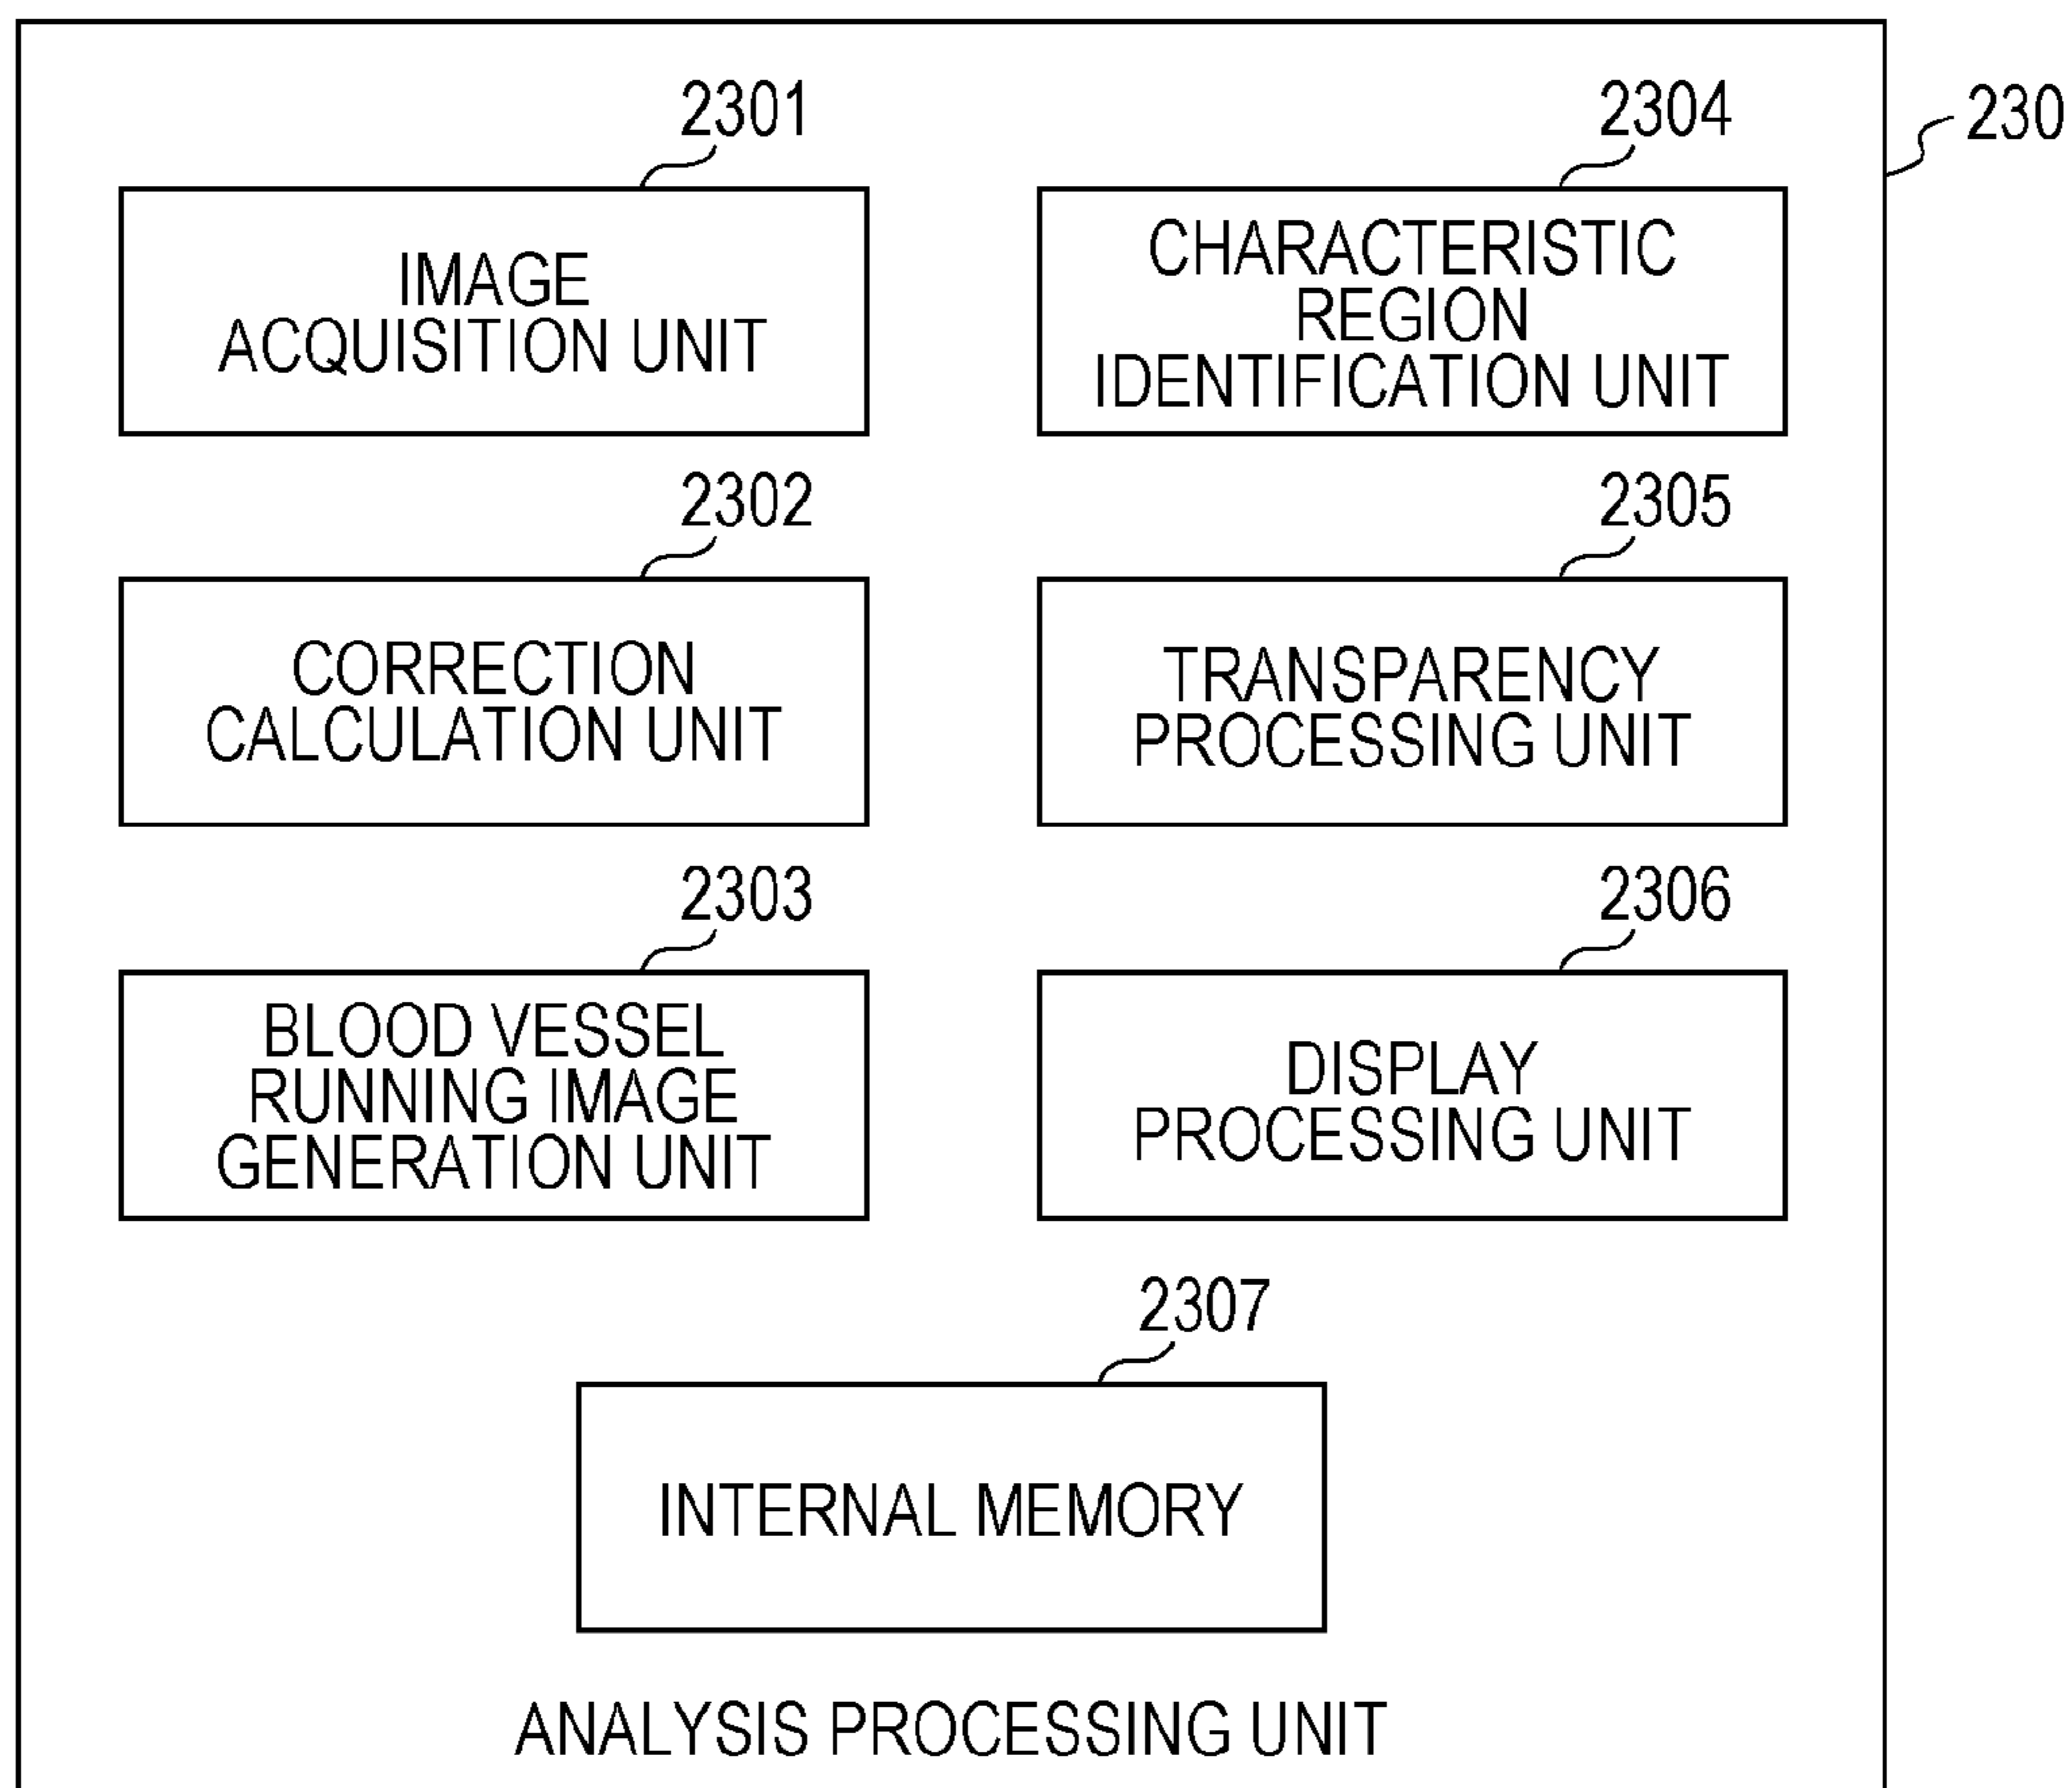 230
2301
IMAGE
ACQUISITION UNIT
2304
CHARACTERISTIC
REGION
IDENTIFICATION UNIT
2302
CORRECTION
CALCULATION UNIT
2305
TRANSPARENCY
PROCESSING UNIT
2303
BLOOD VESSEL
RUNNING IMAGE
GENERATION UNIT
2306
DISPLAY
PROCESSING UNIT
2307
INTERNAL MEMORY
ANALYSIS PROCESSING UNIT